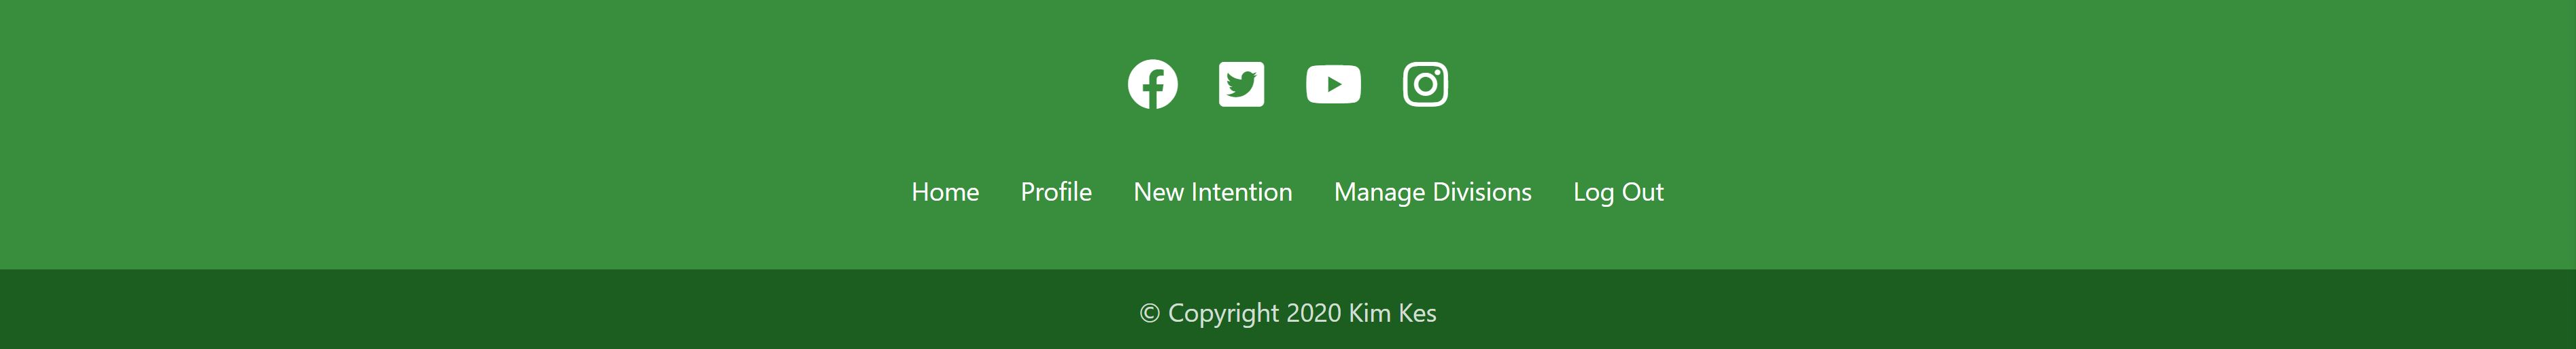 Home Profile New Intention Manage Divisions Log Out
© Copyright 2020 Kim Kes